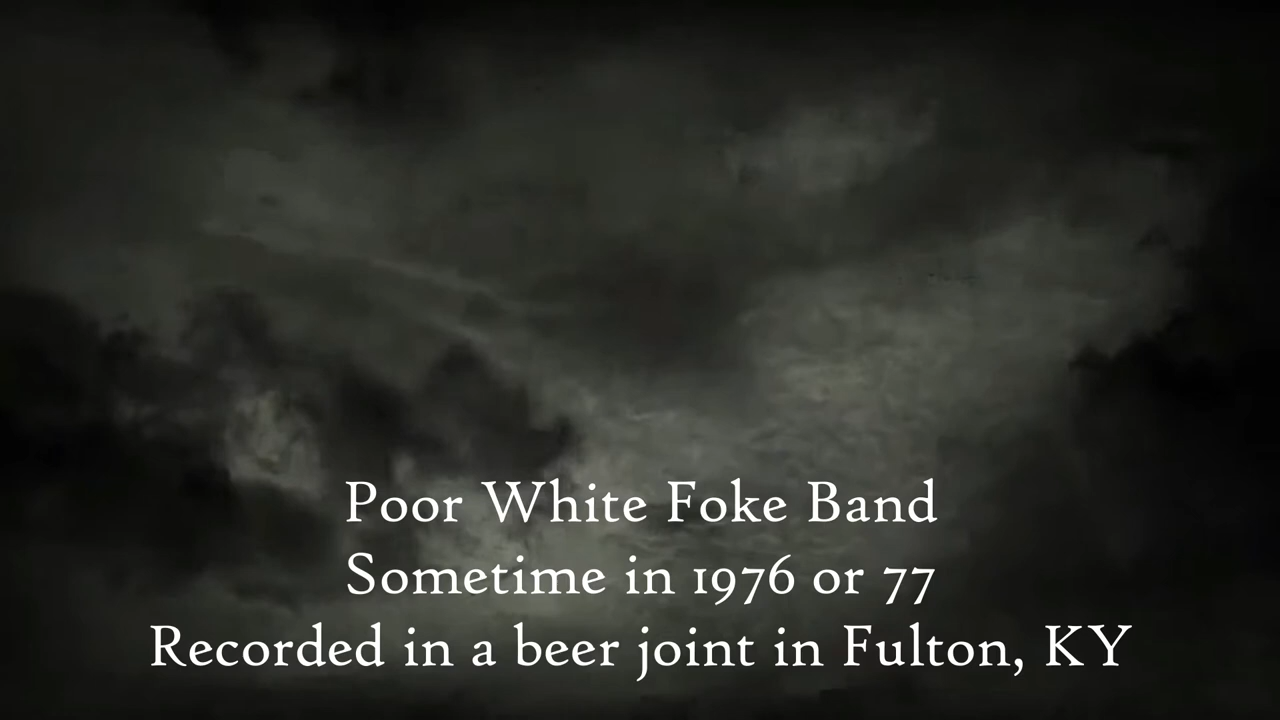 Poor White Foke Band
Sometime in 1976 or 77
Recorded in a beer joint in Fulton, KY